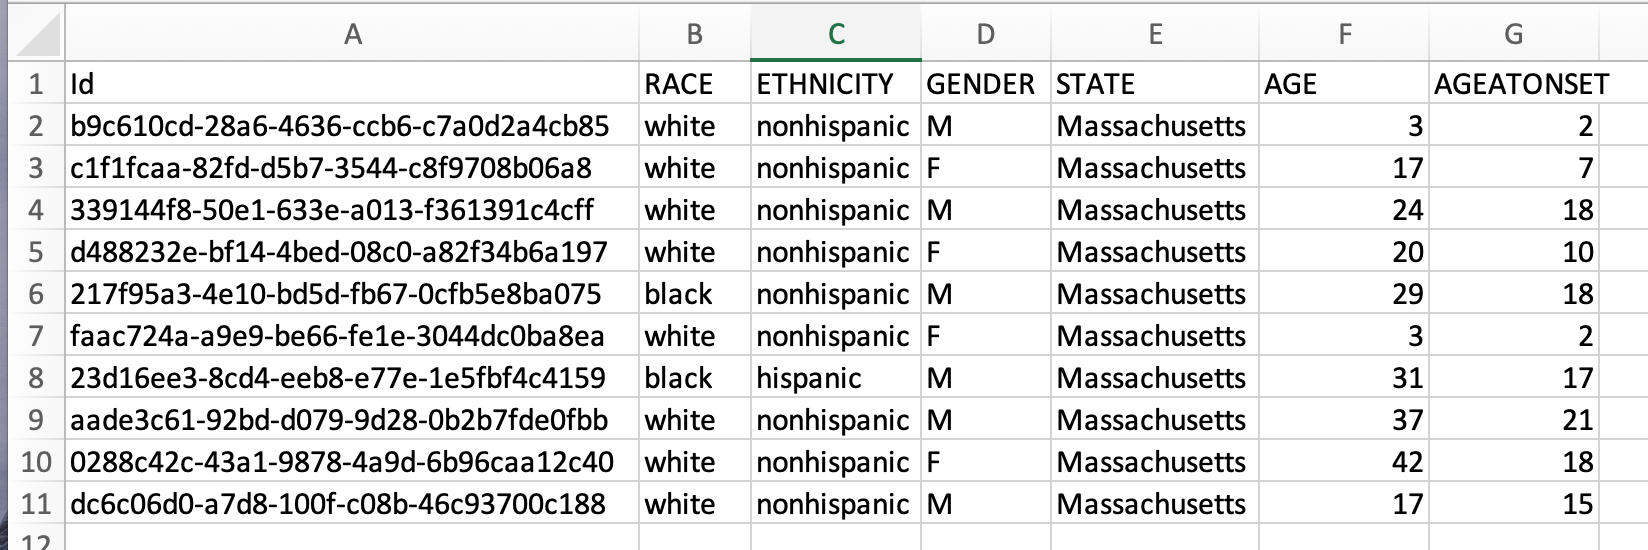 A B C D E F G
1 Id RACE ETHNICITY GENDER STATE AGE AGEATONSET
2 b9c610cd-28a6-4636-ccb6-c7a0d2a4cb85 white nonhispanic M Massachusetts 3 2
3 c1f1fcaa-82fd-d5b7-3544-c8f9708b06a8 white nonhispanic F Massachusetts 17 7
4 339144f8-50e1-633e-a013-f361391c4cff white nonhispanic M Massachusetts 24 18
5 d488232e-bf14-4bed-08c0-a82f34b6a197 white nonhispanic F Massachusetts 20 10
6 217f95a3-4e10-bd5d-fb67-0cfb5e8ba075 black nonhispanic M Massachusetts 29 18
7 faac724a-a9e9-be66-fe1e-3044dc0ba8ea white nonhispanic F Massachusetts 3 2
8 23d16ee3-8cd4-eeb8-e77e-1e5fbf4c4159 black hispanic M Massachusetts 31 17
9 aade3c61-92bd-d079-9d28-0b2b7fde0fbb white nonhispanic M Massachusetts 37 21
10 0288c42c-43a1-9878-4a9d-6b96caa12c40 white nonhispanic F Massachusetts 42 18
11 dc6c06d0-a7d8-100f-c08b-46c93700c188 white nonhispanic M Massachusetts 17 15
12